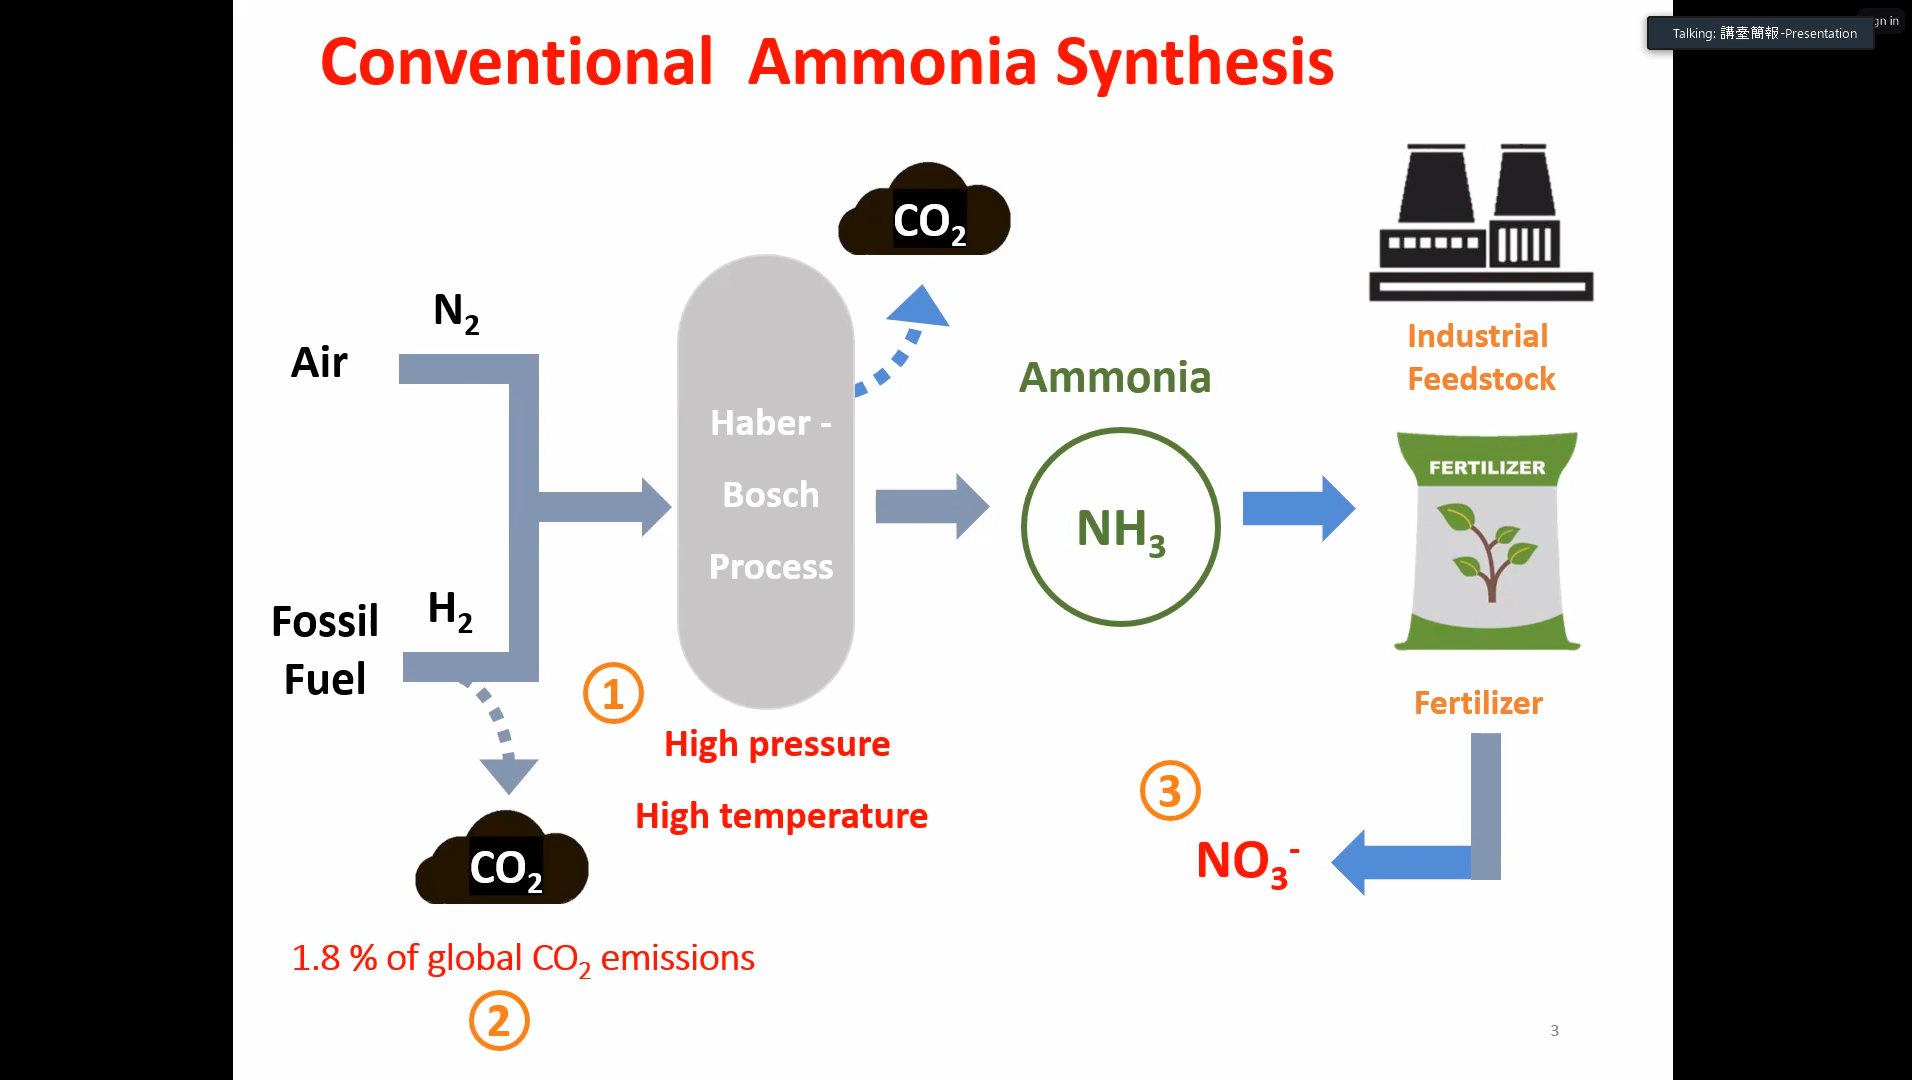 Conventional Ammonia Synthesis
Talking: 講臺簡報-Presentation
gn in
CO₂
N₂
Air
Haber -
Bosch
Process
Ammonia
NH₃
Industrial
Feedstock
FERTILIZER
Fertilizer
H₂
Fossil
Fuel
①
High pressure
High temperature
CO₂
③
NO₃⁻
1.8 % of global CO₂ emissions
②
3